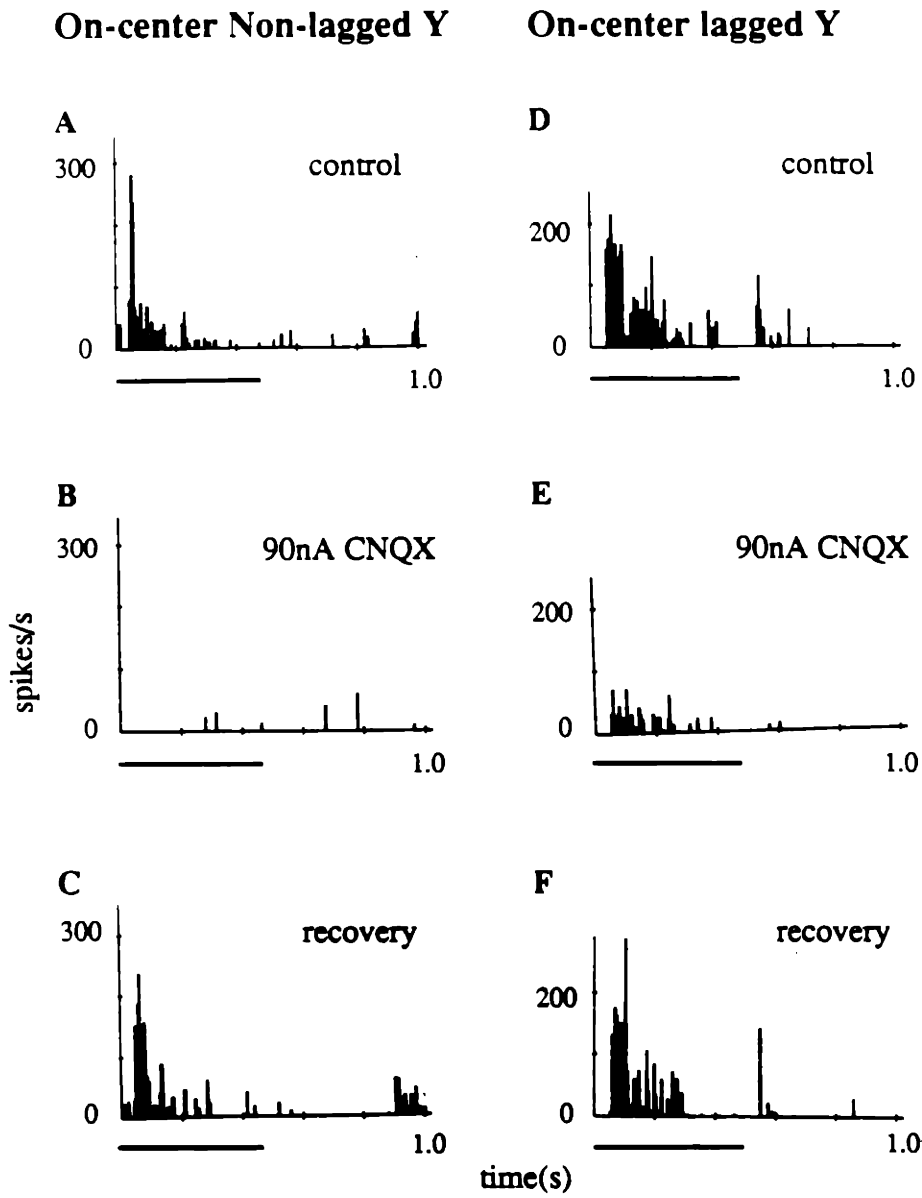 On-center Non-lagged Y
On-center lagged Y
A
control
300
0
1.0
D
control
200
0
1.0
B
90nA CNQX
300
0
1.0
E
90nA CNQX
200
0
1.0
spikes/s
C
recovery
300
0
1.0
F
recovery
200
0
1.0
time(s)